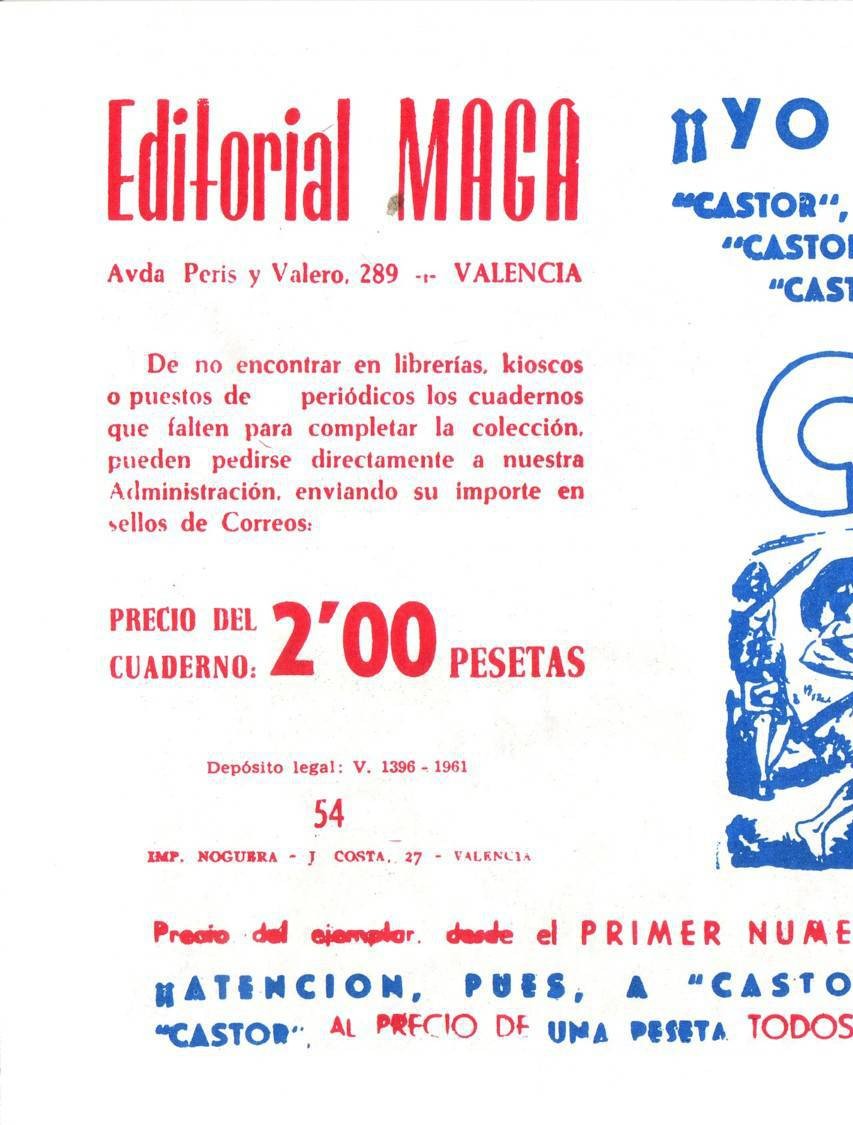 Editorial MAGA
Avda Peris y Valero, 289 -:- VALENCIA
De no encontrar en librerías, kioscos
o puestos de periódicos los cuadernos
que falten para completar la colección,
pueden pedirse directamente a nuestra
Administración, enviando su importe en
sellos de Correos:
PRECIO DEL
CUADERNO: 2'00 PESETAS
Depósito legal: V. 1396 - 1961
54
IMP. NOGUERA - J COSTA, 27 - VALENCIA
¡¡YO
"CASTOR",
"CASTOR
"CAST
Precio del ejemplar, desde el PRIMER NUME
¡¡ATENCION, PUES, A "CASTO
"CASTOR", AL PRECIO DE UNA PESETA TODOS